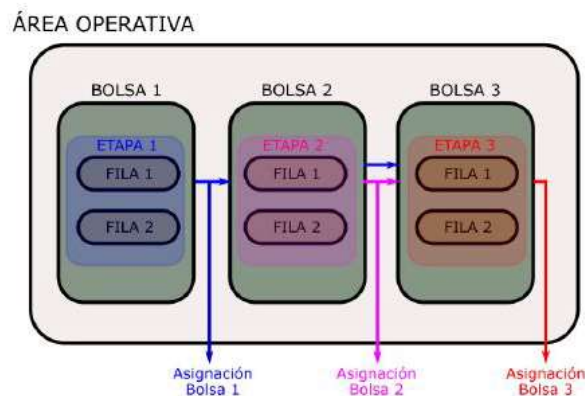 ÁREA OPERATIVA
BOLSA 1
BOLSA 2
BOLSA 3
ETAPA 1
ETAPA 2
ETAPA 3
FILA 1
FILA 1
FILA 1
FILA 2
FILA 2
FILA 2
Asignación
Bolsa 1
Asignación
Bolsa 2
Asignación
Bolsa 3